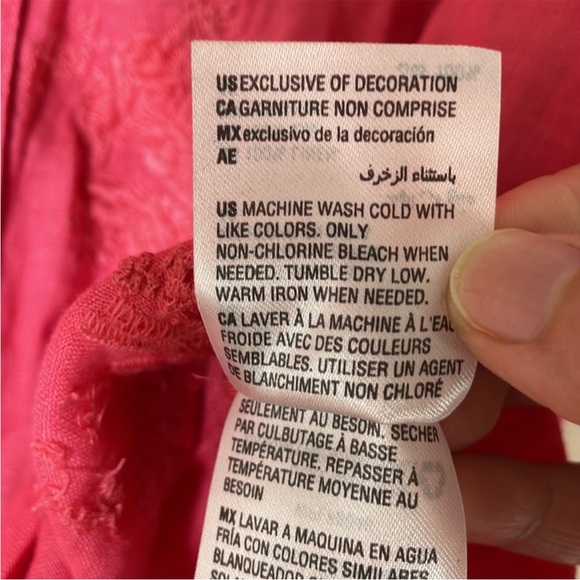 US EXCLUSIVE OF DECORATION
CA GARNITURE NON COMPRISE
MX exclusivo de la decoración
AE
باستثناء الزخرف
US MACHINE WASH COLD WITH
LIKE COLORS. ONLY
NON-CHLORINE BLEACH WHEN
NEEDED. TUMBLE DRY LOW.
WARM IRON WHEN NEEDED.
CA LAVER À LA MACHINE À L'EAU
FROIDE AVEC DES COULEURS
SEMBLABLES. UTILISER UN AGENT
DE BLANCHIMENT NON CHLORÉ
SEULEMENT AU BESOIN. SÉCHER
PAR CULBUTAGE À BASSE
TEMPÉRATURE. REPASSER À
TEMPÉRATURE MOYENNE AU
BESOIN
MX LAVAR A MAQUINA EN AGUA
FRÍA CON COLORES SIMILARES
BLANQUEADOR